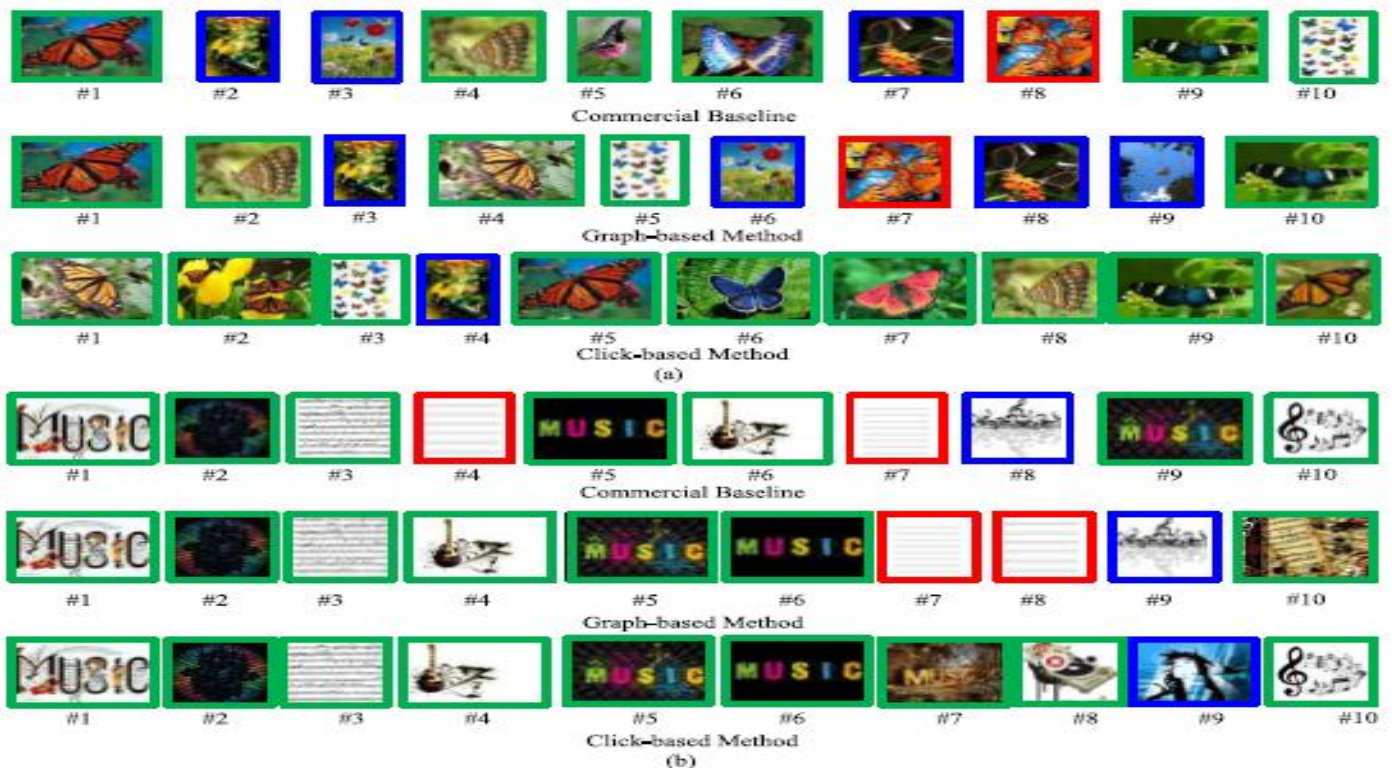 #1 #2 #3 #4 #5 #6 #7 #8 #9 #10
Commercial Baseline
#1 #2 #3 #4 #5 #6 #7 #8 #9 #10
Graph-based Method
#1 #2 #3 #4 #5 #6 #7 #8 #9 #10
Click-based Method
(a)
MUSIC MUSIC MUSIC
#1 #2 #3 #4 #5 #6 #7 #8 #9 #10
Commercial Baseline
MUSIC MUSIC MUSIC
#1 #2 #3 #4 #5 #6 #7 #8 #9 #10
Graph-based Method
MUSIC MUSIC MUSIC MUSIC
#1 #2 #3 #4 #5 #6 #7 #8 #9 #10
Click-based Method
(b)